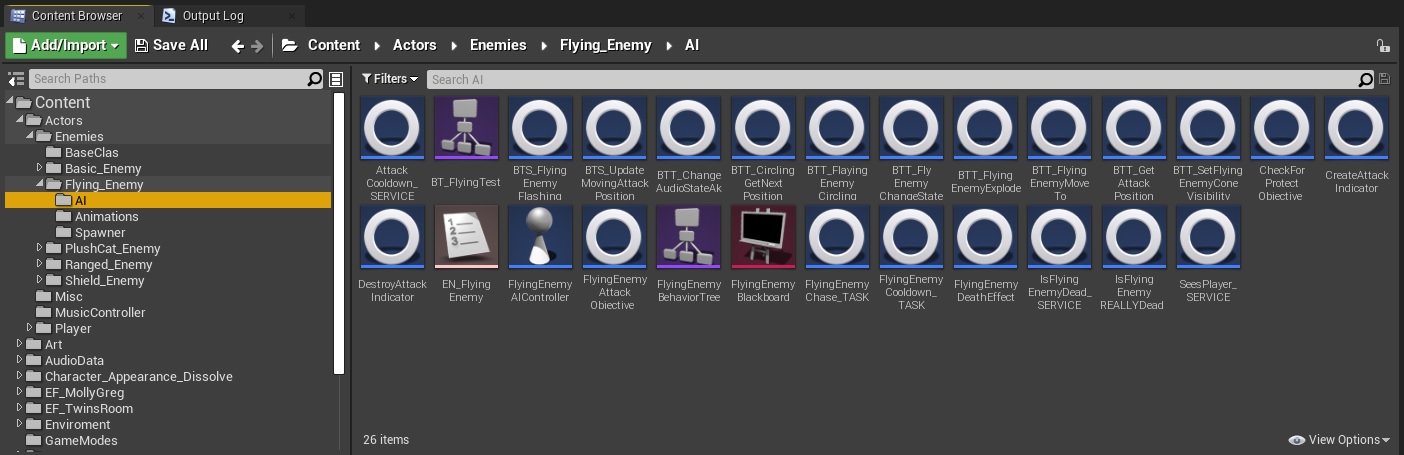 Content Browser
Output Log
Add/Import
Save All
Content
Actors
Enemies
Flying_Enemy
AI
Search Paths
Content
Actors
Enemies
BaseClas
Basic_Enemy
Flying_Enemy
AI
Animations
Spawner
PlushCat_Enemy
Ranged_Enemy
Shield_Enemy
Misc
MusicController
Player
Art
AudioData
Character_Appearance_Dissolve
EF_MollyGreg
EF_TwinsRoom
Enviroment
GameModes
Filters
Search AI
Attack
Cooldown_
SERVICE
BT_FlyingTest
BTS_Flying
Enemy
Flashing
BTS_Update
MovingAttack
Position
BTT_Change
AudioStateAk
BTT_Circling
GetNext
Position
BTT_Flaying
Enemy
Circling
BTT_Fly
Enemy
ChangeState
BTT_Flying
EnemyExplode
BTT_Flying
EnemyMove
To
BTT_Get
Attack
Position
BTT_SetFlying
EnemyCone
Visibility
CheckFor
Protect
Objective
CreateAttack
Indicator
DestroyAttack
Indicator
1
2
3
EN_Flying
Enemy
FlyingEnemy
AIController
FlyingEnemy
Attack
Objective
FlyingEnemy
BehaviorTree
FlyingEnemy
Blackboard
FlyingEnemy
Chase_TASK
FlyingEnemy
Cooldown_
TASK
FlyingEnemy
DeathEffect
IsFlying
EnemyDead_
SERVICE
IsFlying
Enemy
REALLYDead
SeesPlayer_
SERVICE
26 items
View Options